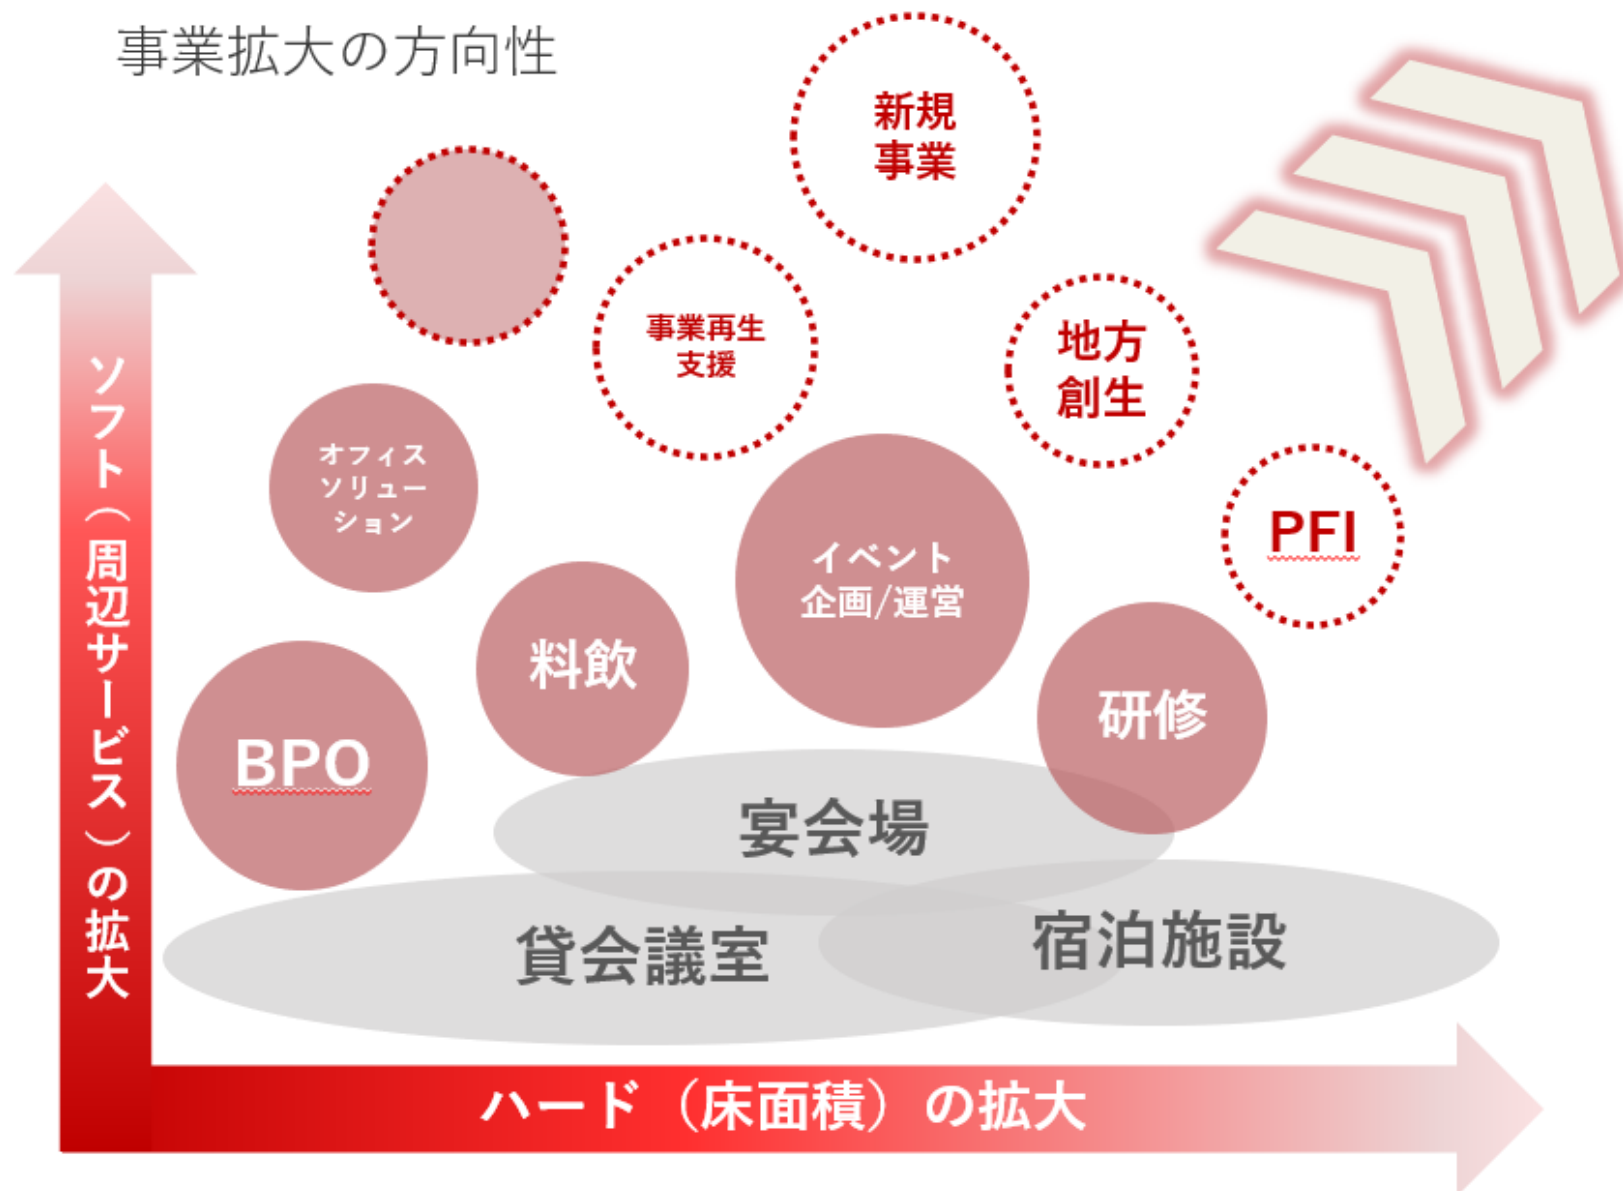 事業拡大の方向性
新規
事業
事業再生
支援
地方
創生
PFI
オフィス
ソリュー
ション
イベント
企画/運営
料飲
研修
BPO
宴会場
貸会議室
宿泊施設
ソフト（周辺サービス）の拡大
ハード（床面積）の拡大